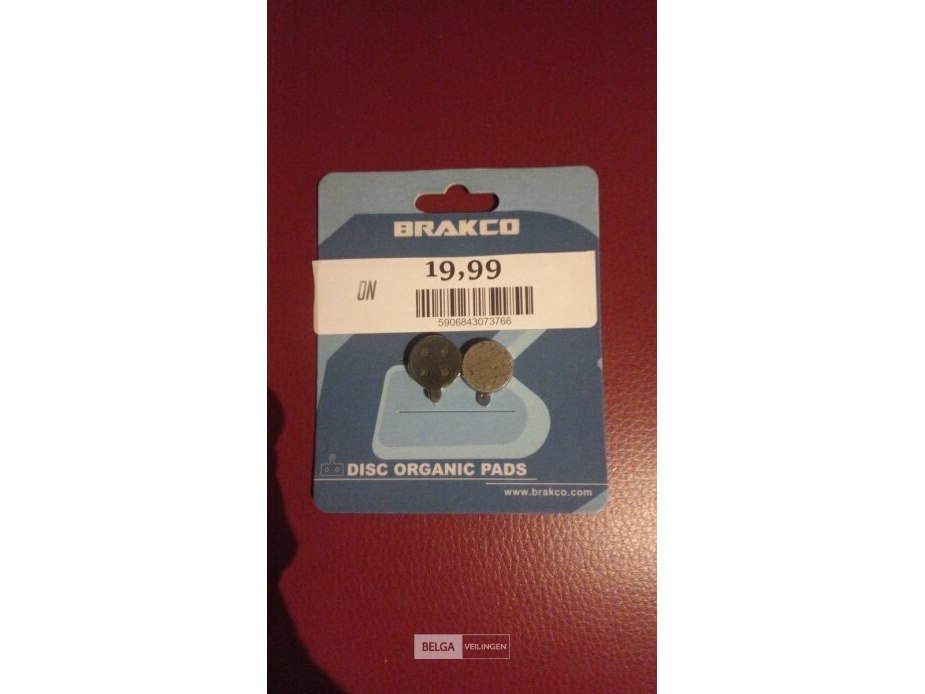 BRAKCO
19,99
ON
5906843073766
DISC ORGANIC PADS
www.brakco.com
BELGA VEILINGEN